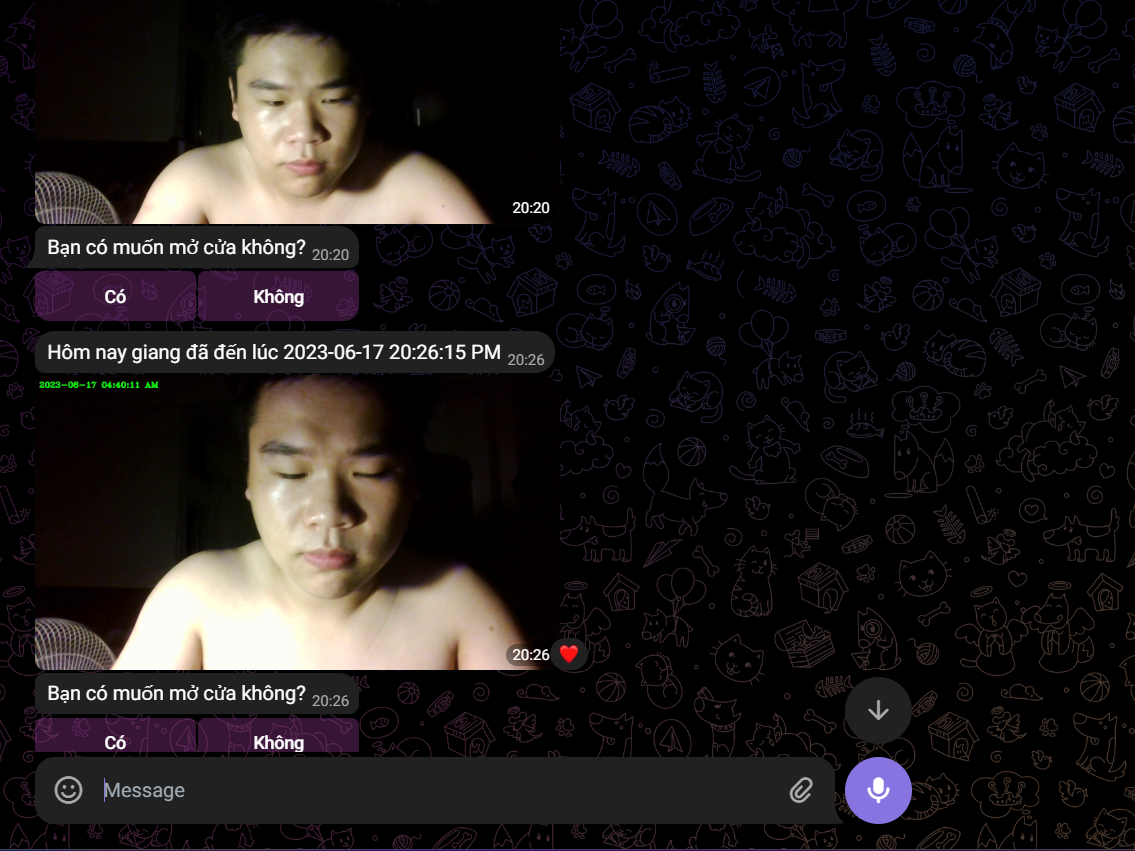 20:20
Bạn có muốn mở cửa không? 20:20
Có Không
Hôm nay giang đã đến lúc 2023-06-17 20:26:15 PM 20:26
2023-06-17 04:40:11 AM
20:26
Bạn có muốn mở cửa không? 20:26
Có Không
Message